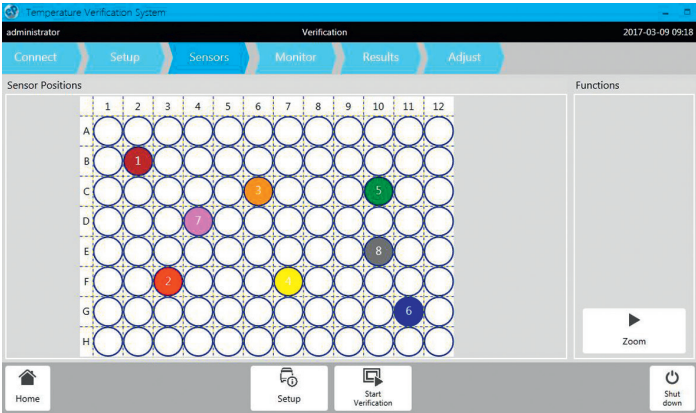 Temperature Verification System
administrator Verification 2017-03-09 09:18
Connect Setup Sensors Monitor Results Adjust
Sensor Positions Functions
1 2 3 4 5 6 7 8 9 10 11 12
A
B 1
C 3 5
D 7
E 8
F 2 4
G 6
H
Zoom
Home Setup Start Verification Shut down